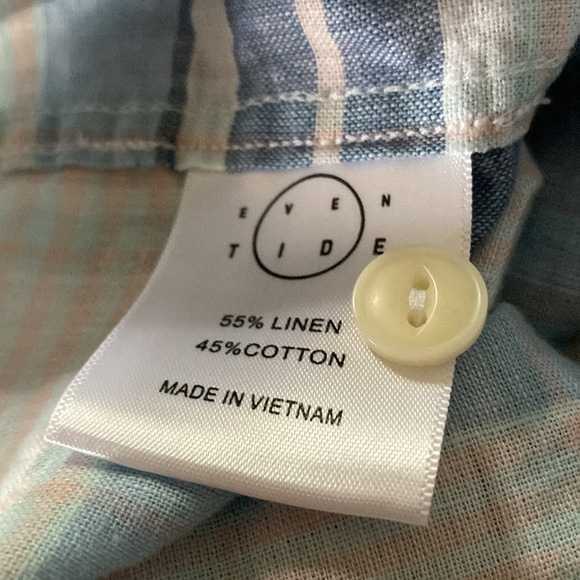 EVEN
TIDE
55% LINEN
45%COTTON
MADE IN VIETNAM